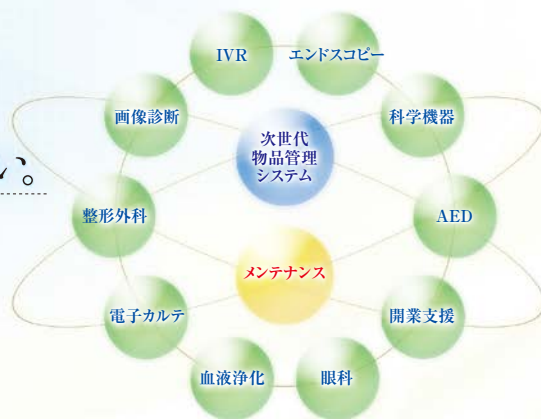 IVR
エンドスコピー
画像診断
科学機器
次世代
物品管理
システム
い。
整形外科
AED
メンテナンス
電子カルテ
開業支援
血液浄化
眼科